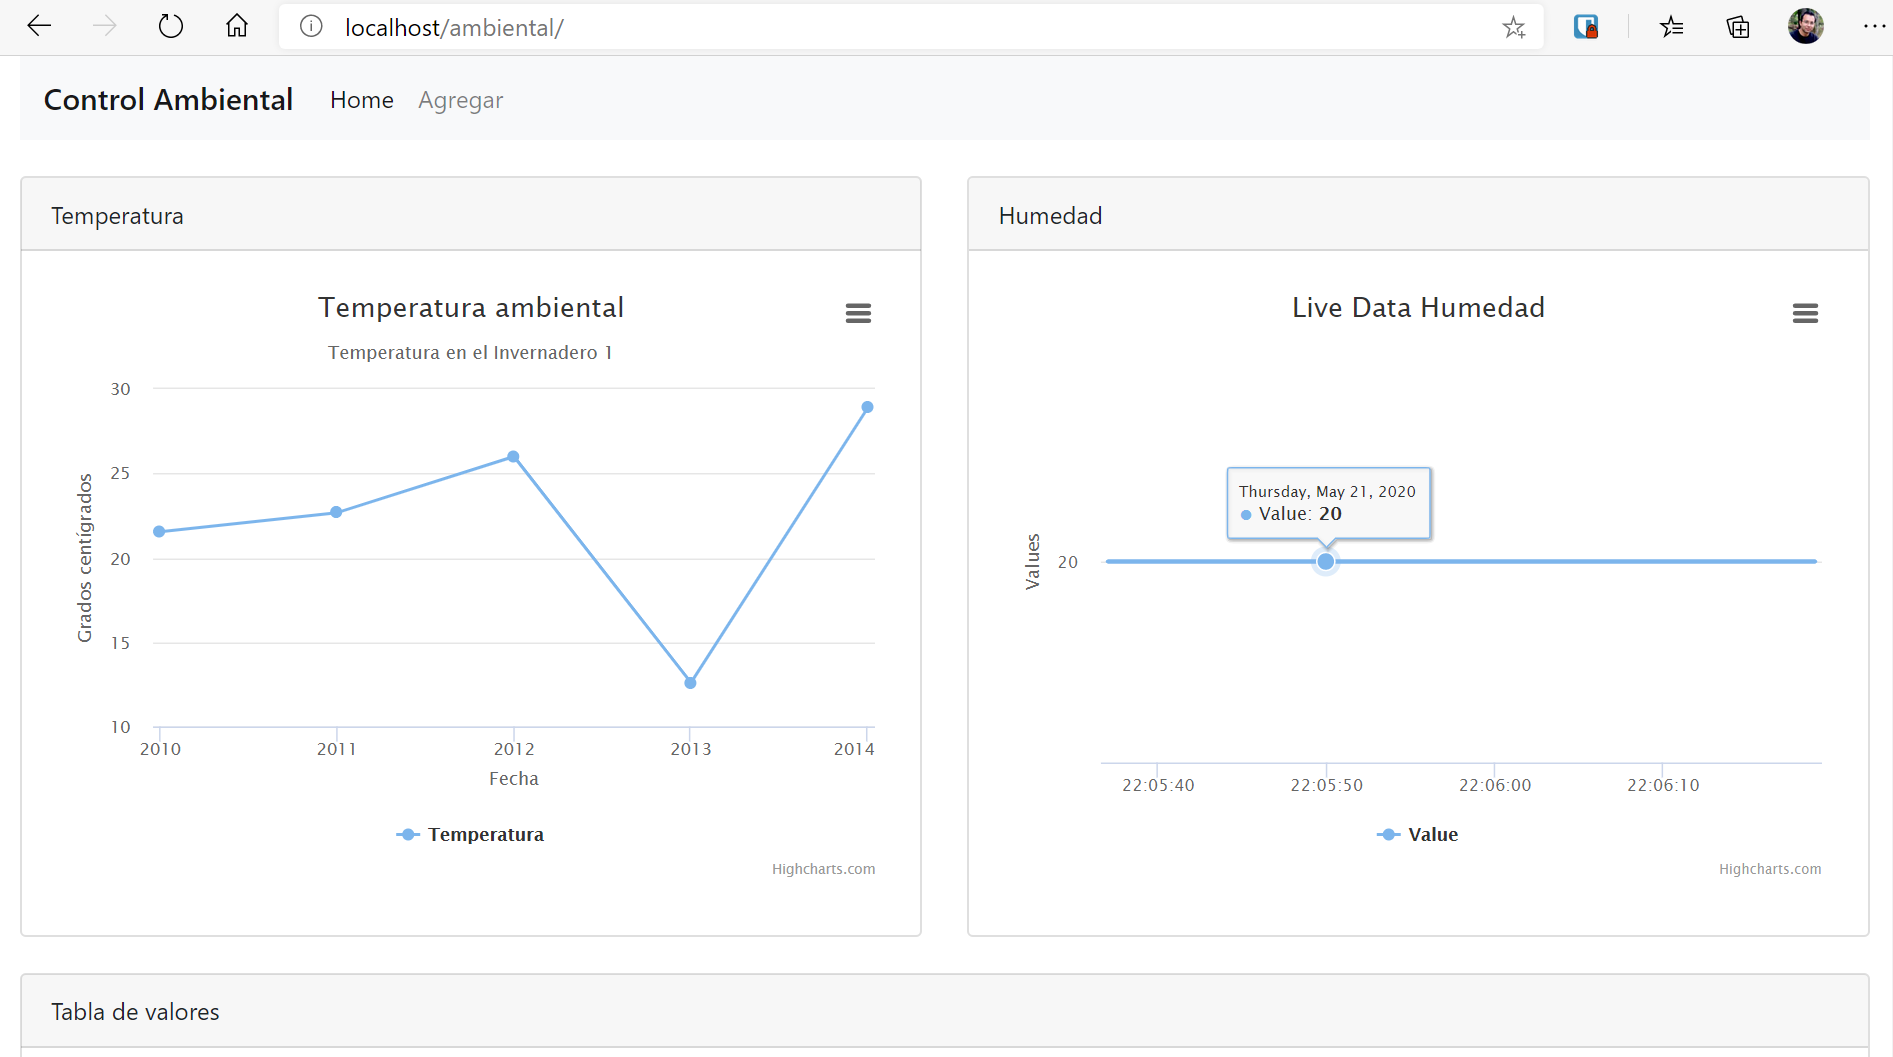 localhost/ambiental/
Control Ambiental Home Agregar
Temperatura
Temperatura ambiental
Temperatura en el Invernadero 1
Grados centígrados
30
25
20
15
10
2010 2011 2012 2013 2014
Fecha
Temperatura
Highcharts.com
Humedad
Live Data Humedad
Thursday, May 21, 2020
Value: 20
Values
20
22:05:40 22:05:50 22:06:00 22:06:10
Value
Highcharts.com
Tabla de valores